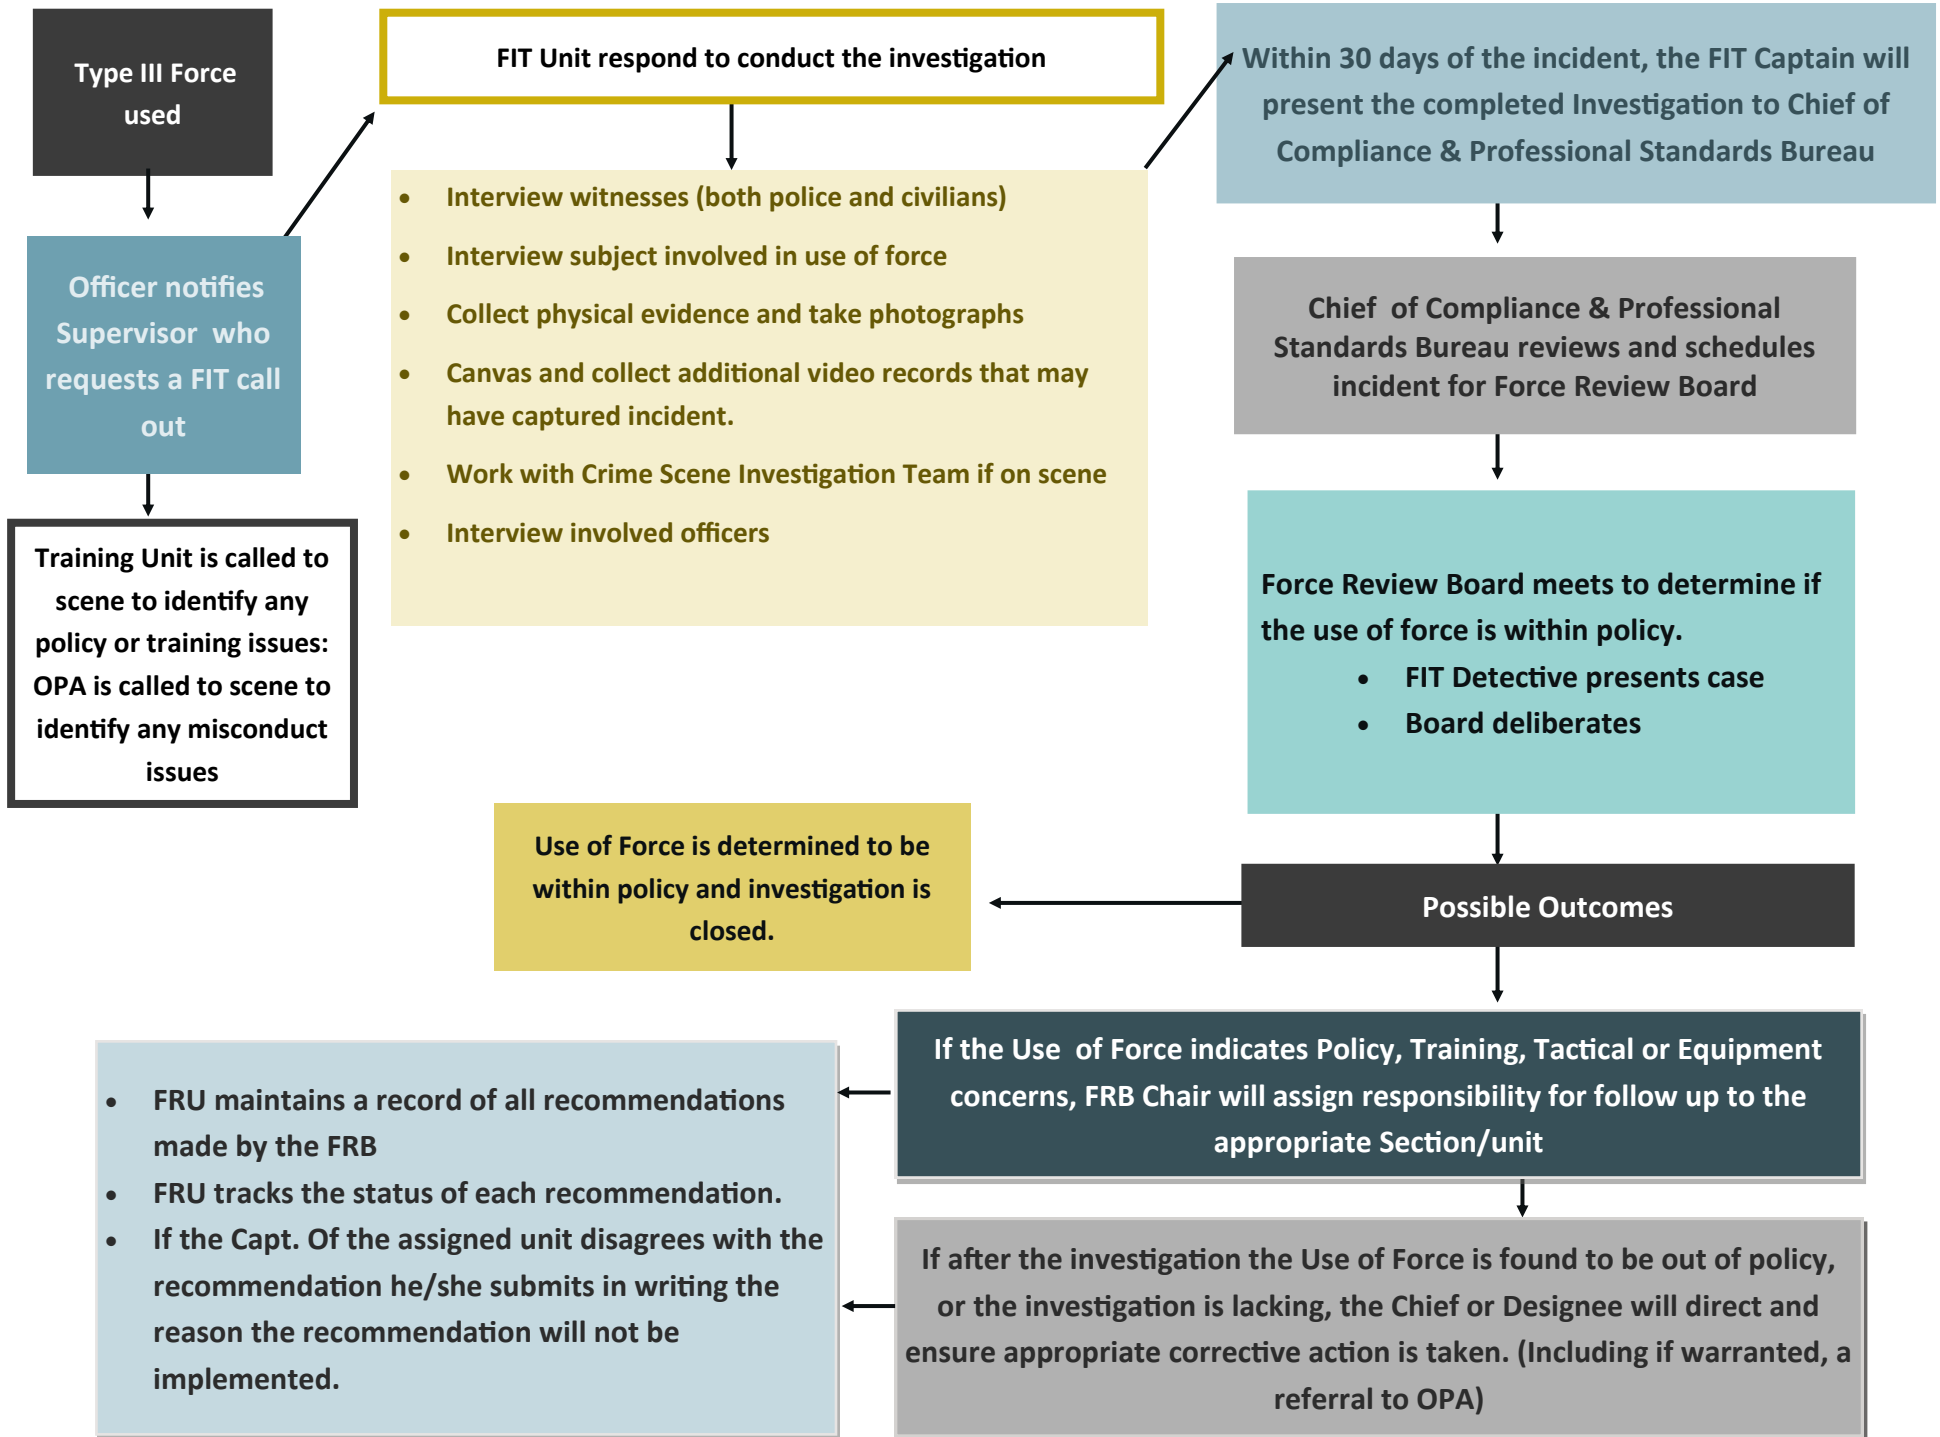 Type III Force
used
Officer notifies
Supervisor who
requests a FIT call
out
Training Unit is called to
scene to identify any
policy or training issues:
OPA is called to scene to
identify any misconduct
issues
FIT Unit respond to conduct the investigation
• Interview witnesses (both police and civilians)
• Interview subject involved in use of force
• Collect physical evidence and take photographs
• Canvas and collect additional video records that may
have captured incident.
• Work with Crime Scene Investigation Team if on scene
• Interview involved officers
Within 30 days of the incident, the FIT Captain will
present the completed Investigation to Chief of
Compliance & Professional Standards Bureau
Chief of Compliance & Professional
Standards Bureau reviews and schedules
incident for Force Review Board
Force Review Board meets to determine if
the use of force is within policy.
• FIT Detective presents case
• Board deliberates
Possible Outcomes
Use of Force is determined to be
within policy and investigation is
closed.
If the Use of Force indicates Policy, Training, Tactical or Equipment
concerns, FRB Chair will assign responsibility for follow up to the
appropriate Section/unit
If after the investigation the Use of Force is found to be out of policy,
or the investigation is lacking, the Chief or Designee will direct and
ensure appropriate corrective action is taken. (Including if warranted, a
referral to OPA)
• FRU maintains a record of all recommendations
made by the FRB
• FRU tracks the status of each recommendation.
• If the Capt. Of the assigned unit disagrees with the
recommendation he/she submits in writing the
reason the recommendation will not be
implemented.